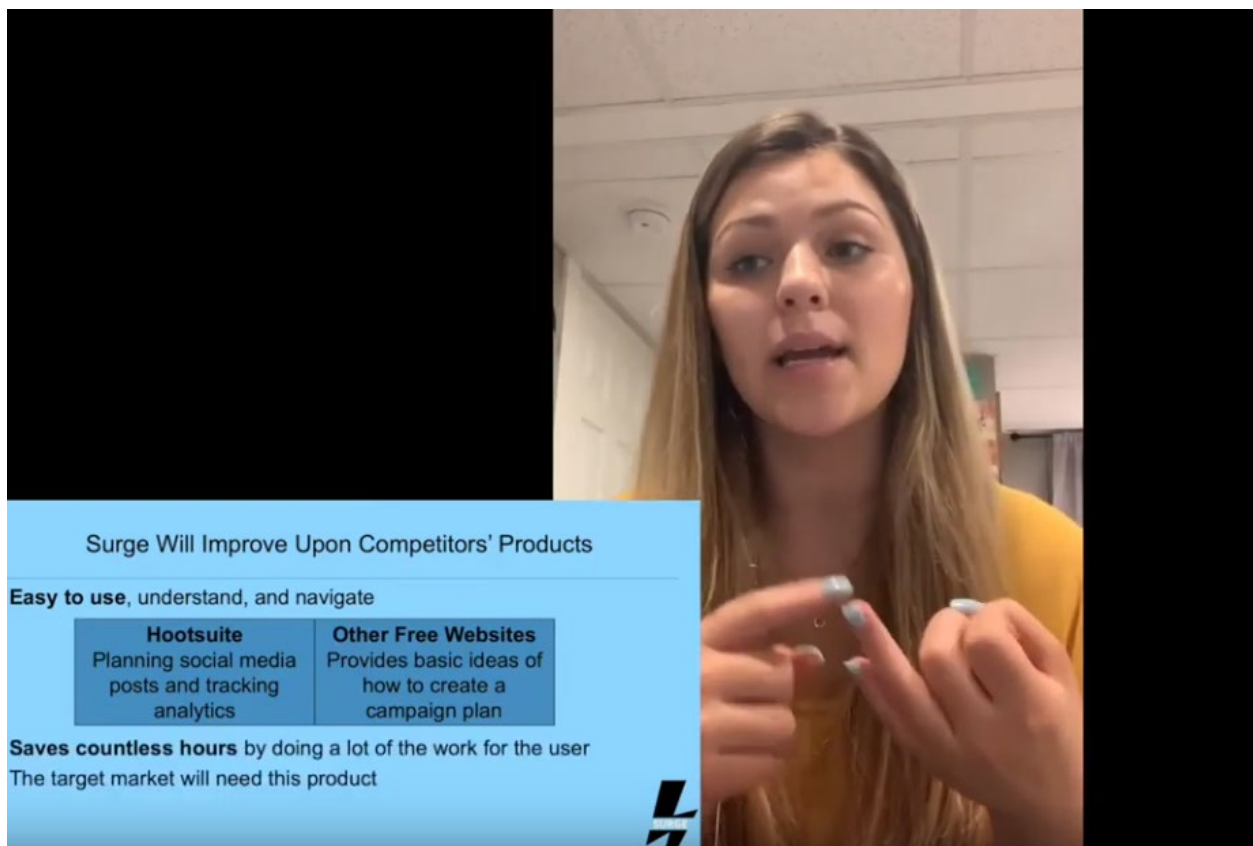 Surge Will Improve Upon Competitors' Products
Easy to use, understand, and navigate
Hootsuite
Planning social media
posts and tracking
analytics
Other Free Websites
Provides basic ideas of
how to create a
campaign plan
Saves countless hours by doing a lot of the work for the user
The target market will need this product
SURGE